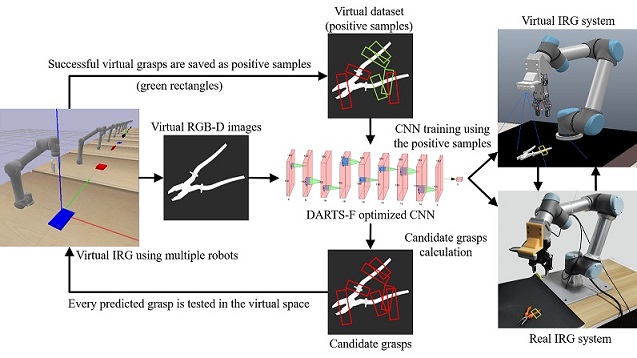 Virtual dataset
(positive samples)
Virtual IRG system
Successful virtual grasps are saved as positive samples
(green rectangles)
Virtual RGB-D images
CNN training using
the positive samples
DARTS-F optimized CNN
Candidate grasps
calculation
Virtual IRG using multiple robots
Every predicted grasp is tested in the virtual space
Candidate grasps
Real IRG system